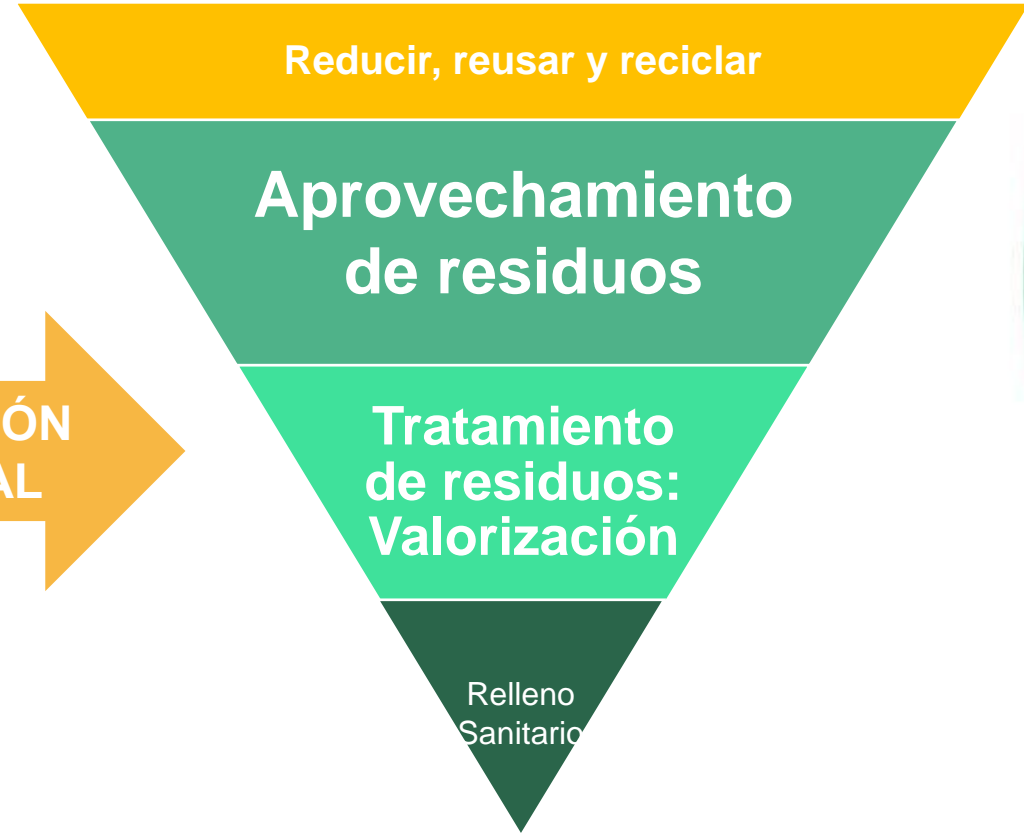 Reducir, reusar y reciclar
Aprovechamiento
de residuos
ÓN
AL
Tratamiento
de residuos:
Valorización
Relleno
Sanitario